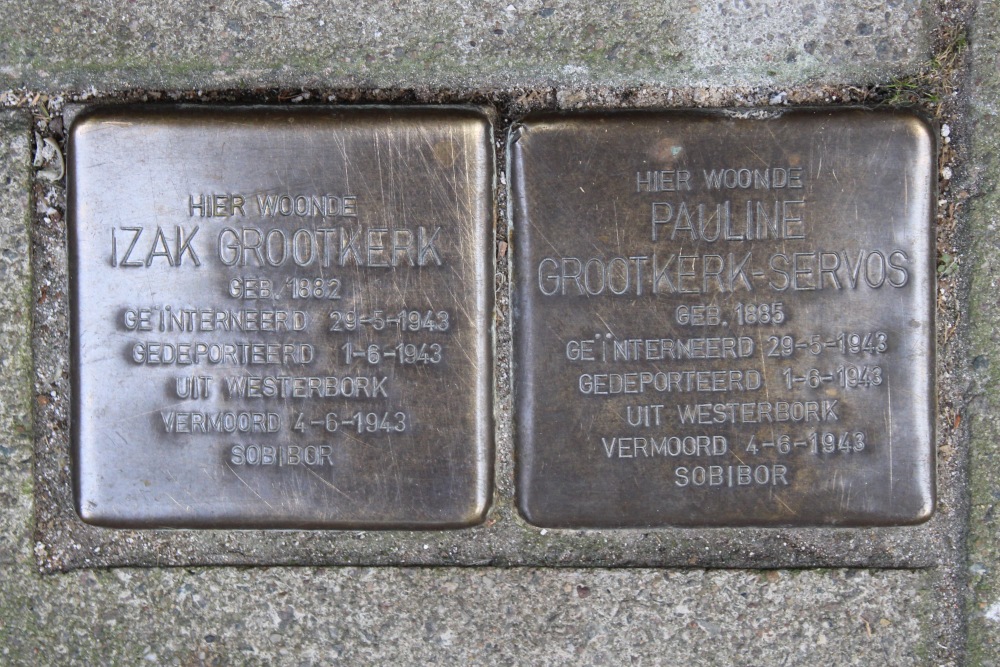 HIER WOONDE
IZAK GROOTKERK
GEB. 1882
GEÏNTERNEERD 29-5-1943
GEDEPORTEERD 1-6-1943
UIT WESTERBORK
VERMOORD 4-6-1943
SOBIBOR
HIER WOONDE
PAULINE
GROOTKERK-SERVOS
GEB. 1885
GEÏNTERNEERD 29-5-1943
GEDEPORTEERD 1-6-1943
UIT WESTERBORK
VERMOORD 4-6-1943
SOBIBOR